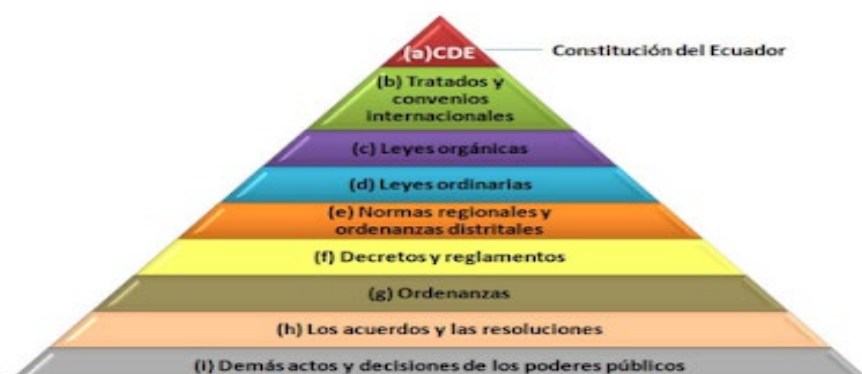 (a)CDE
Constitución del Ecuador
(b) Tratados y
convenios
internacionales
(c) Leyes orgánicas
(d) Leyes ordinarias
(e) Normas regionales y
ordenanzas distritales
(f) Decretos y reglamentos
(g) Ordenanzas
(h) Los acuerdos y las resoluciones
(i) Demás actos y decisiones de los poderes públicos